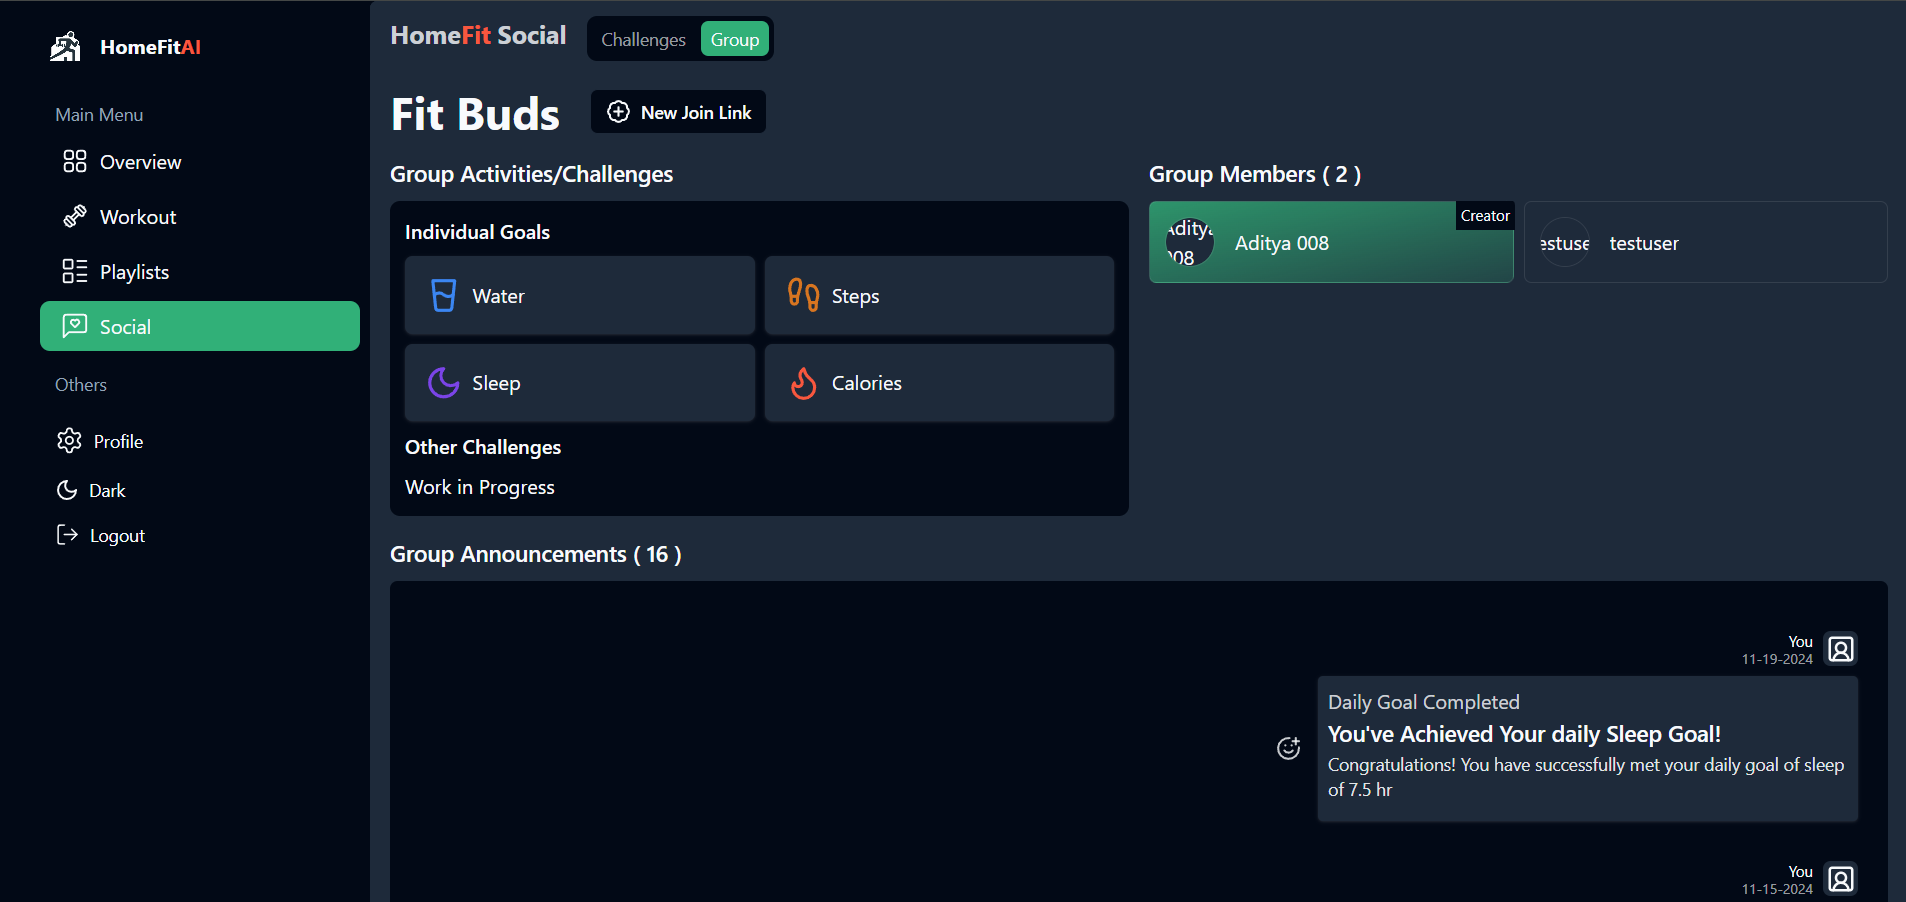 HomeFitAI
Main Menu
Overview
Workout
Playlists
Social
Others
Profile
Dark
Logout
HomeFit Social
Challenges
Group
Fit Buds
New Join Link
Group Activities/Challenges
Individual Goals
Water
Steps
Sleep
Calories
Other Challenges
Work in Progress
Group Members ( 2 )
Creator
Aditya
008
Aditya 008
estuse
testuser
Group Announcements ( 16 )
You
11-19-2024
Daily Goal Completed
You've Achieved Your daily Sleep Goal!
Congratulations! You have successfully met your daily goal of sleep
of 7.5 hr
You
11-15-2024